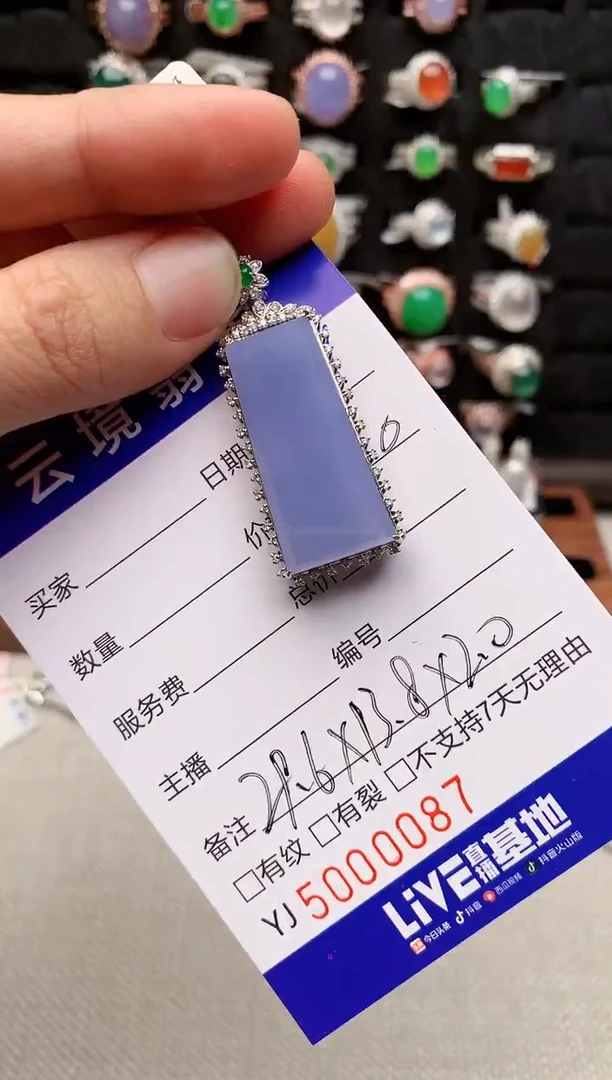 云境翡
日期
买家
价
数量
总价
服务费
编号
主播
备注 29.6X13.8X2.0
□有纹 □有裂 □不支持7天无理由
YJ 5000087
LiVE直播基地
今日头条 抖音 西瓜视频 抖音火山版